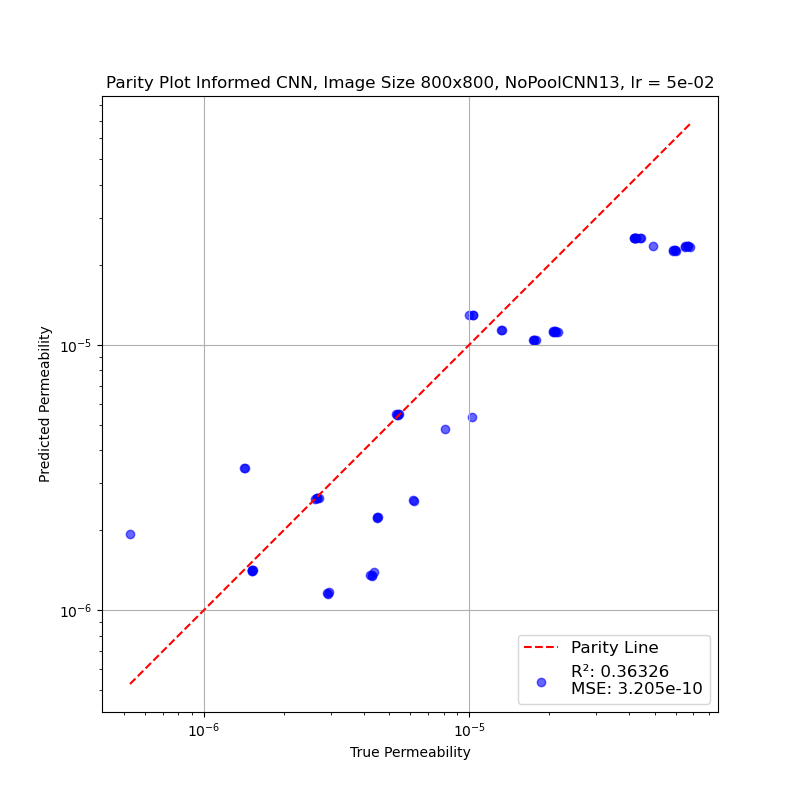 Parity Plot Informed CNN, Image Size 800x800, NoPoolCNN13, lr = 5e-02
Predicted Permeability
10⁻⁵
10⁻⁶
10⁻⁶
10⁻⁵
True Permeability
Parity Line
R²: 0.36326
MSE: 3.205e-10